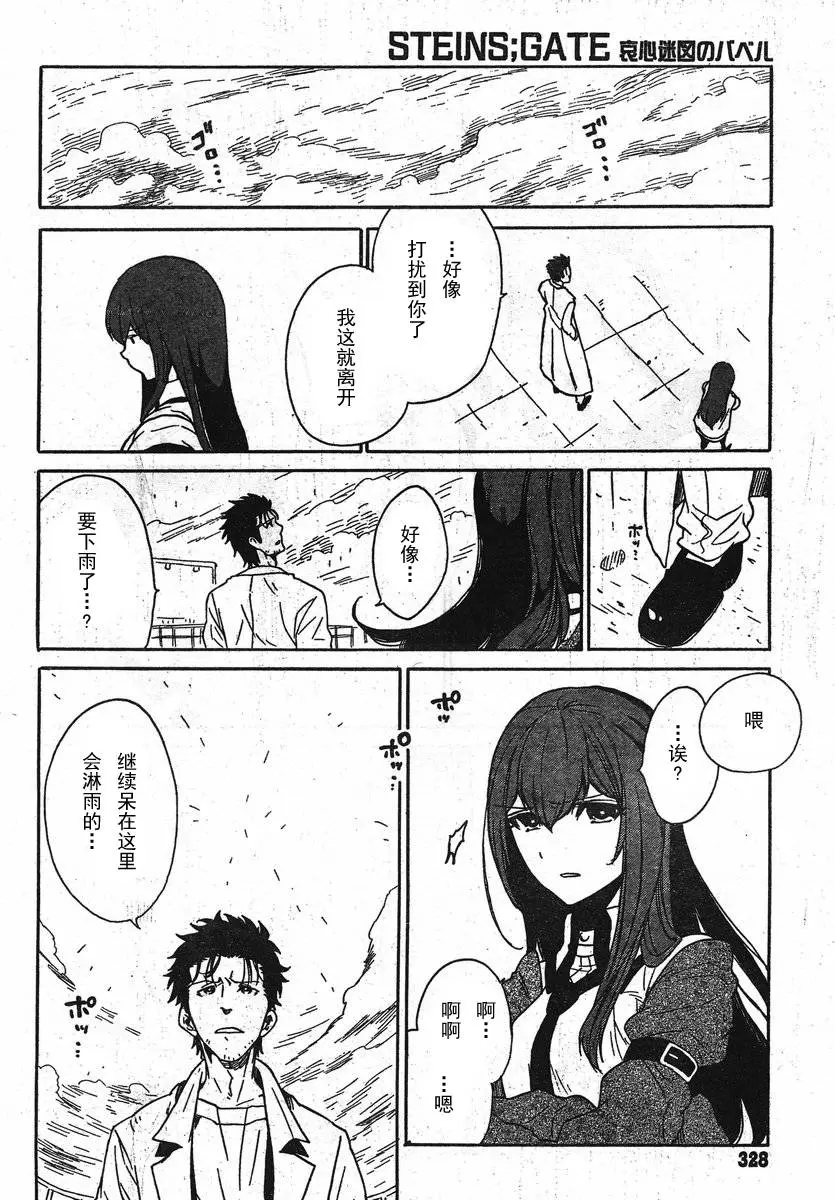 STEINS;GATE 哀心迷図のバベル
ゴロ…
ゴロ…
…好像
打扰到你了
我这就离开
ポッ…
好像…
要下雨了…?
喂
…诶?
ポッ…
ポポッ…
啊…
啊啊
…嗯
继续呆在这里
会淋雨的…
ポッ…
328